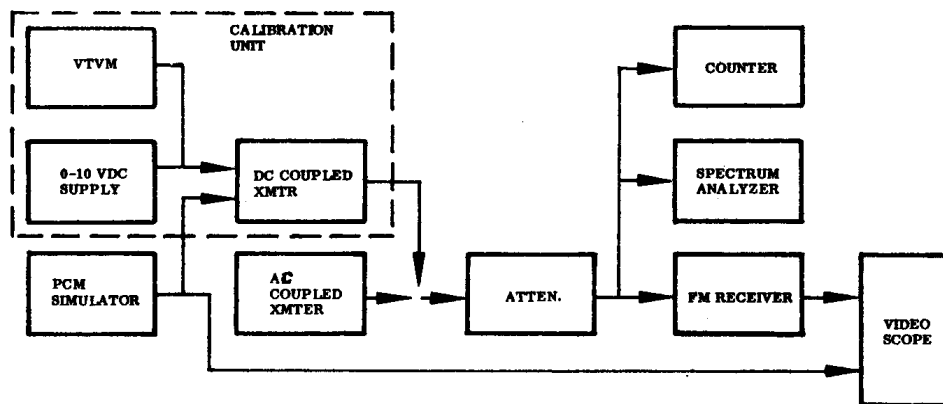 CALIBRATION
UNIT
VTVM
0-10 VDC
SUPPLY
DC COUPLED
XMTR
PCM
SIMULATOR
AC
COUPLED
XMTER
ATTEN.
COUNTER
SPECTRUM
ANALYZER
FM RECEIVER
VIDEO
SCOPE